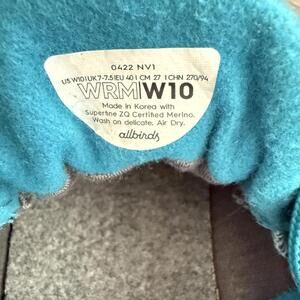 0422 NV1
US W10 | UK 7-7.5 | EU 40 | CM 27 | CHN 270/94
WRM|W10
Made in Korea with
Superfine ZQ Certified Merino.
Wash on delicate, Air Dry.
allbirds